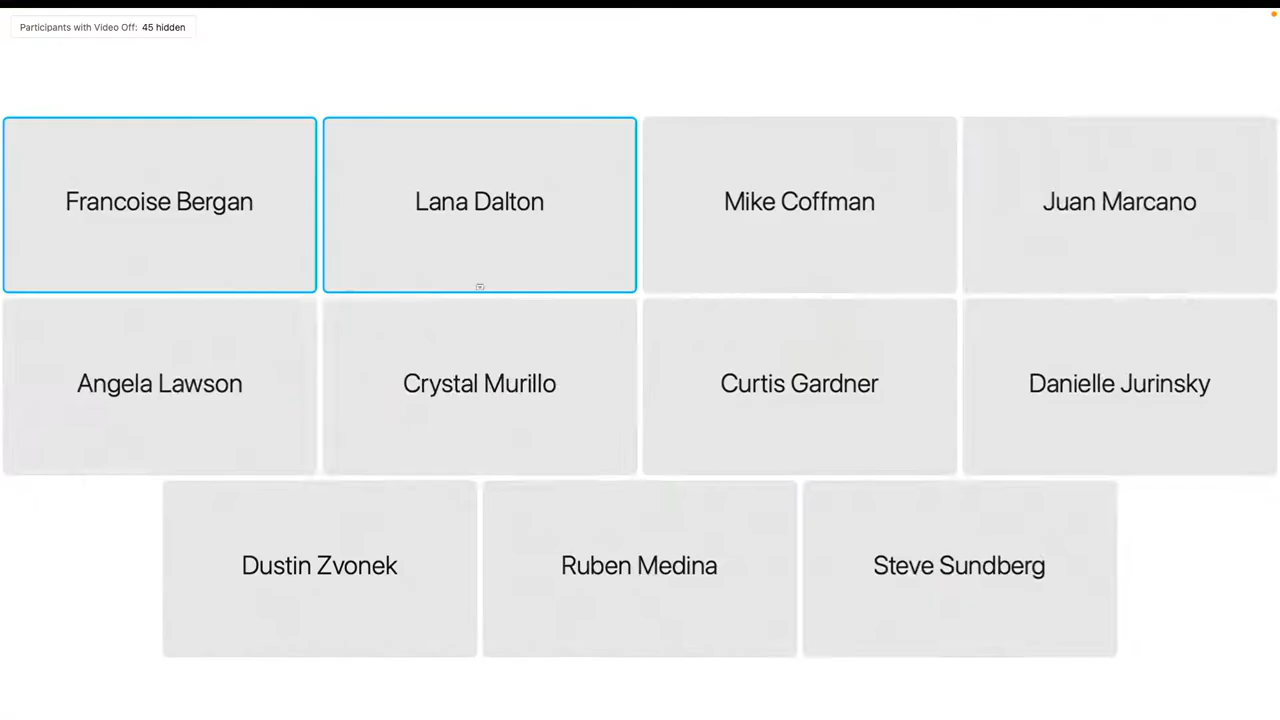 Participants with Video Off: 45 hidden
Francoise Bergan
Lana Dalton
Mike Coffman
Juan Marcano
Angela Lawson
Crystal Murillo
Curtis Gardner
Danielle Jurinsky
Dustin Zvonek
Ruben Medina
Steve Sundberg